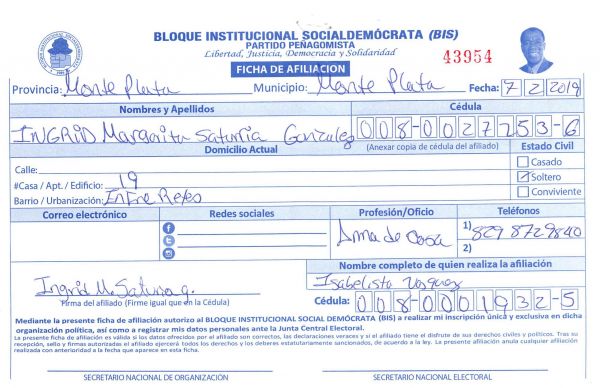 BLOQUE INSTITUCIONAL SOCIALDEMÓCRATA (BIS)
PARTIDO PEÑAGOMISTA
Libertad, Justicia, Democracia y Solidaridad
43954
FICHA DE AFILIACION
Provincia: Monte Plata Municipio: Monte Plata Fecha: 7/2/2019
Nombres y Apellidos Cédula
INGRID Margarita Saturria Gonzalez 008-0027253-6
Domicilio Actual (Anexar copia de cédula del afiliado) Estado Civil
Calle: Casado
#Casa / Apt. / Edificio: 19 Soltero
Barrio / Urbanización: Conviviente
Correo electrónico Redes sociales Profesión/Oficio Teléfonos
Ama de Casa 1) 829 8729840
2)
Nombre completo de quien realiza la afiliación
Ingrid M. Isabelista Vasquez
Firma del afiliado (Firme igual que en la Cédula) Cédula: 008-0001932-5
Mediante la presente ficha de afiliación autorizo al BLOQUE INSTITUCIONAL SOCIAL DEMÓCRATA (BIS) a realizar mi inscripción única y exclusiva en dicha
organización política, así como a registrar mis datos personales ante la Junta Central Electoral.
La presente ficha de afiliación es válida si los datos ofrecidos por el afiliado son correctos, las declaraciones veraces y si el afiliado tiene el disfrute de sus derechos civiles y políticos. Tras su
recepción, sello y firmas autorizadas el afiliado ejercerá todos los derechos y los deberes estatutariamente sancionados, de acuerdo a la ley. La presente afiliación anula cualquier afiliación
realizada con anterioridad a la fecha que aparece en esta ficha.
SECRETARIO NACIONAL DE ORGANIZACIÓN SECRETARIO NACIONAL ELECTORAL